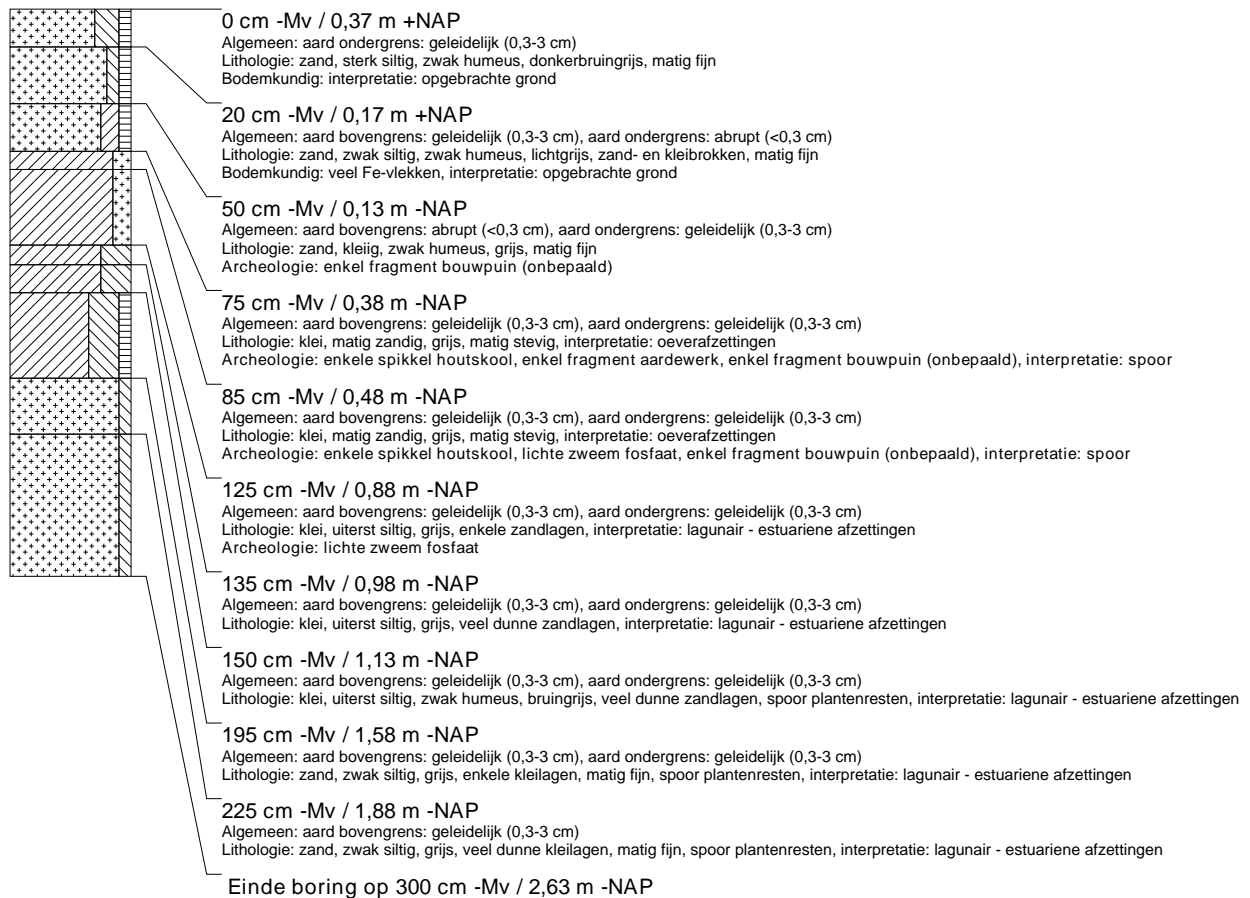 0 cm -Mv / 0,37 m +NAP
Algemeen: aard ondergrens: geleidelijk (0,3-3 cm)
Lithologie: zand, sterk siltig, zwak humeus, donkerbruingrijs, matig fijn
Bodemkundig: interpretatie: opgebrachte grond
20 cm -Mv / 0,17 m +NAP
Algemeen: aard bovengrens: geleidelijk (0,3-3 cm), aard ondergrens: abrupt (<0,3 cm)
Lithologie: zand, zwak siltig, zwak humeus, lichtgrijs, zand- en kleibrokken, matig fijn
Bodemkundig: veel Fe-vlekken, interpretatie: opgebrachte grond
50 cm -Mv / 0,13 m -NAP
Algemeen: aard bovengrens: abrupt (<0,3 cm), aard ondergrens: geleidelijk (0,3-3 cm)
Lithologie: zand, kleiig, zwak humeus, grijs, matig fijn
Archeologie: enkel fragment bouwpuin (onbepaald)
75 cm -Mv / 0,38 m -NAP
Algemeen: aard bovengrens: geleidelijk (0,3-3 cm), aard ondergrens: geleidelijk (0,3-3 cm)
Lithologie: klei, matig zandig, grijs, matig stevig, interpretatie: oeverafzettingen
Archeologie: enkele spikkel houtskool, enkel fragment aardewerk, enkel fragment bouwpuin (onbepaald), interpretatie: spoor
85 cm -Mv / 0,48 m -NAP
Algemeen: aard bovengrens: geleidelijk (0,3-3 cm), aard ondergrens: geleidelijk (0,3-3 cm)
Lithologie: klei, matig zandig, grijs, matig stevig, interpretatie: oeverafzettingen
Archeologie: enkele spikkel houtskool, lichte zweem fosfaat, enkel fragment bouwpuin (onbepaald), interpretatie: spoor
125 cm -Mv / 0,88 m -NAP
Algemeen: aard bovengrens: geleidelijk (0,3-3 cm), aard ondergrens: geleidelijk (0,3-3 cm)
Lithologie: klei, uiterst siltig, grijs, enkele zandlagen, interpretatie: lagunair - estuariene afzettingen
Archeologie: lichte zweem fosfaat
135 cm -Mv / 0,98 m -NAP
Algemeen: aard bovengrens: geleidelijk (0,3-3 cm), aard ondergrens: geleidelijk (0,3-3 cm)
Lithologie: klei, uiterst siltig, grijs, veel dunne zandlagen, interpretatie: lagunair - estuariene afzettingen
150 cm -Mv / 1,13 m -NAP
Algemeen: aard bovengrens: geleidelijk (0,3-3 cm), aard ondergrens: geleidelijk (0,3-3 cm)
Lithologie: klei, uiterst siltig, zwak humeus, bruingrijs, veel dunne zandlagen, spoor plantenresten, interpretatie: lagunair - estuariene afzettingen
195 cm -Mv / 1,58 m -NAP
Algemeen: aard bovengrens: geleidelijk (0,3-3 cm), aard ondergrens: geleidelijk (0,3-3 cm)
Lithologie: zand, zwak siltig, grijs, enkele kleilagen, matig fijn, spoor plantenresten, interpretatie: lagunair - estuariene afzettingen
225 cm -Mv / 1,88 m -NAP
Algemeen: aard bovengrens: geleidelijk (0,3-3 cm)
Lithologie: zand, zwak siltig, grijs, veel dunne kleilagen, matig fijn, spoor plantenresten, interpretatie: lagunair - estuariene afzettingen
Einde boring op 300 cm -Mv / 2,63 m -NAP